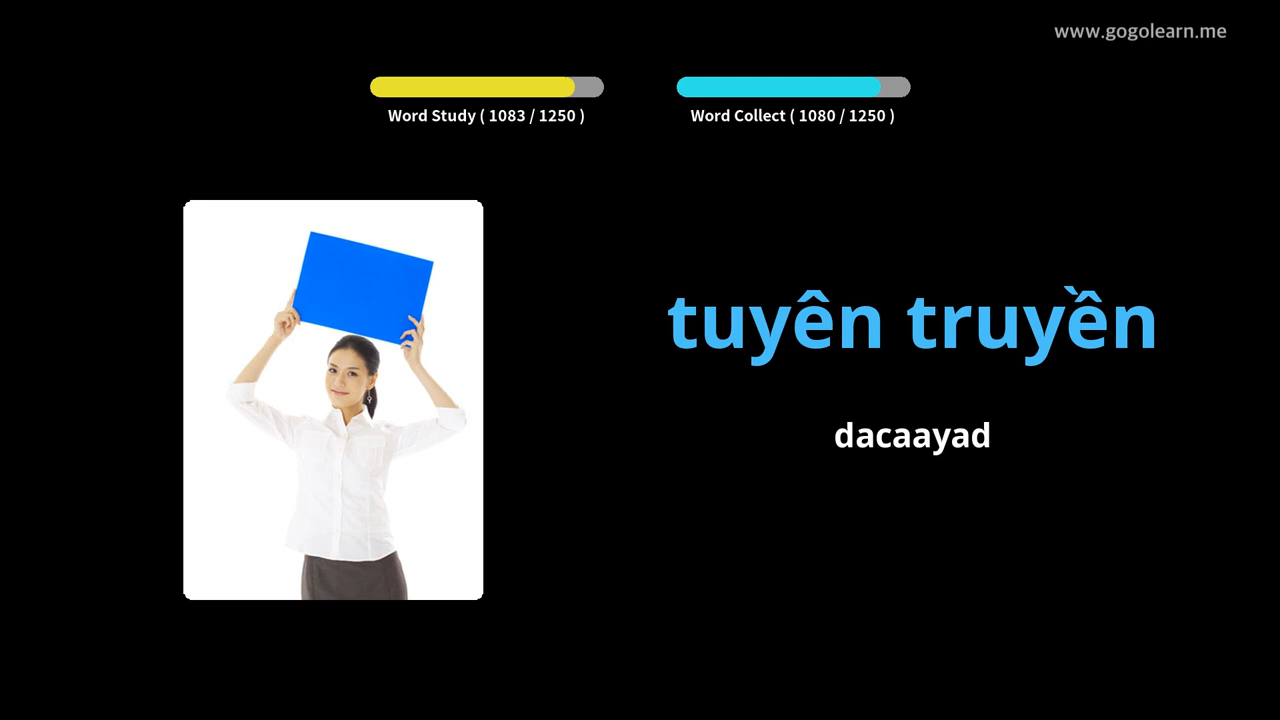 www.gogolearn.me
Word Study ( 1083 / 1250 )
Word Collect ( 1080 / 1250 )
tuyên truyền
dacaayad